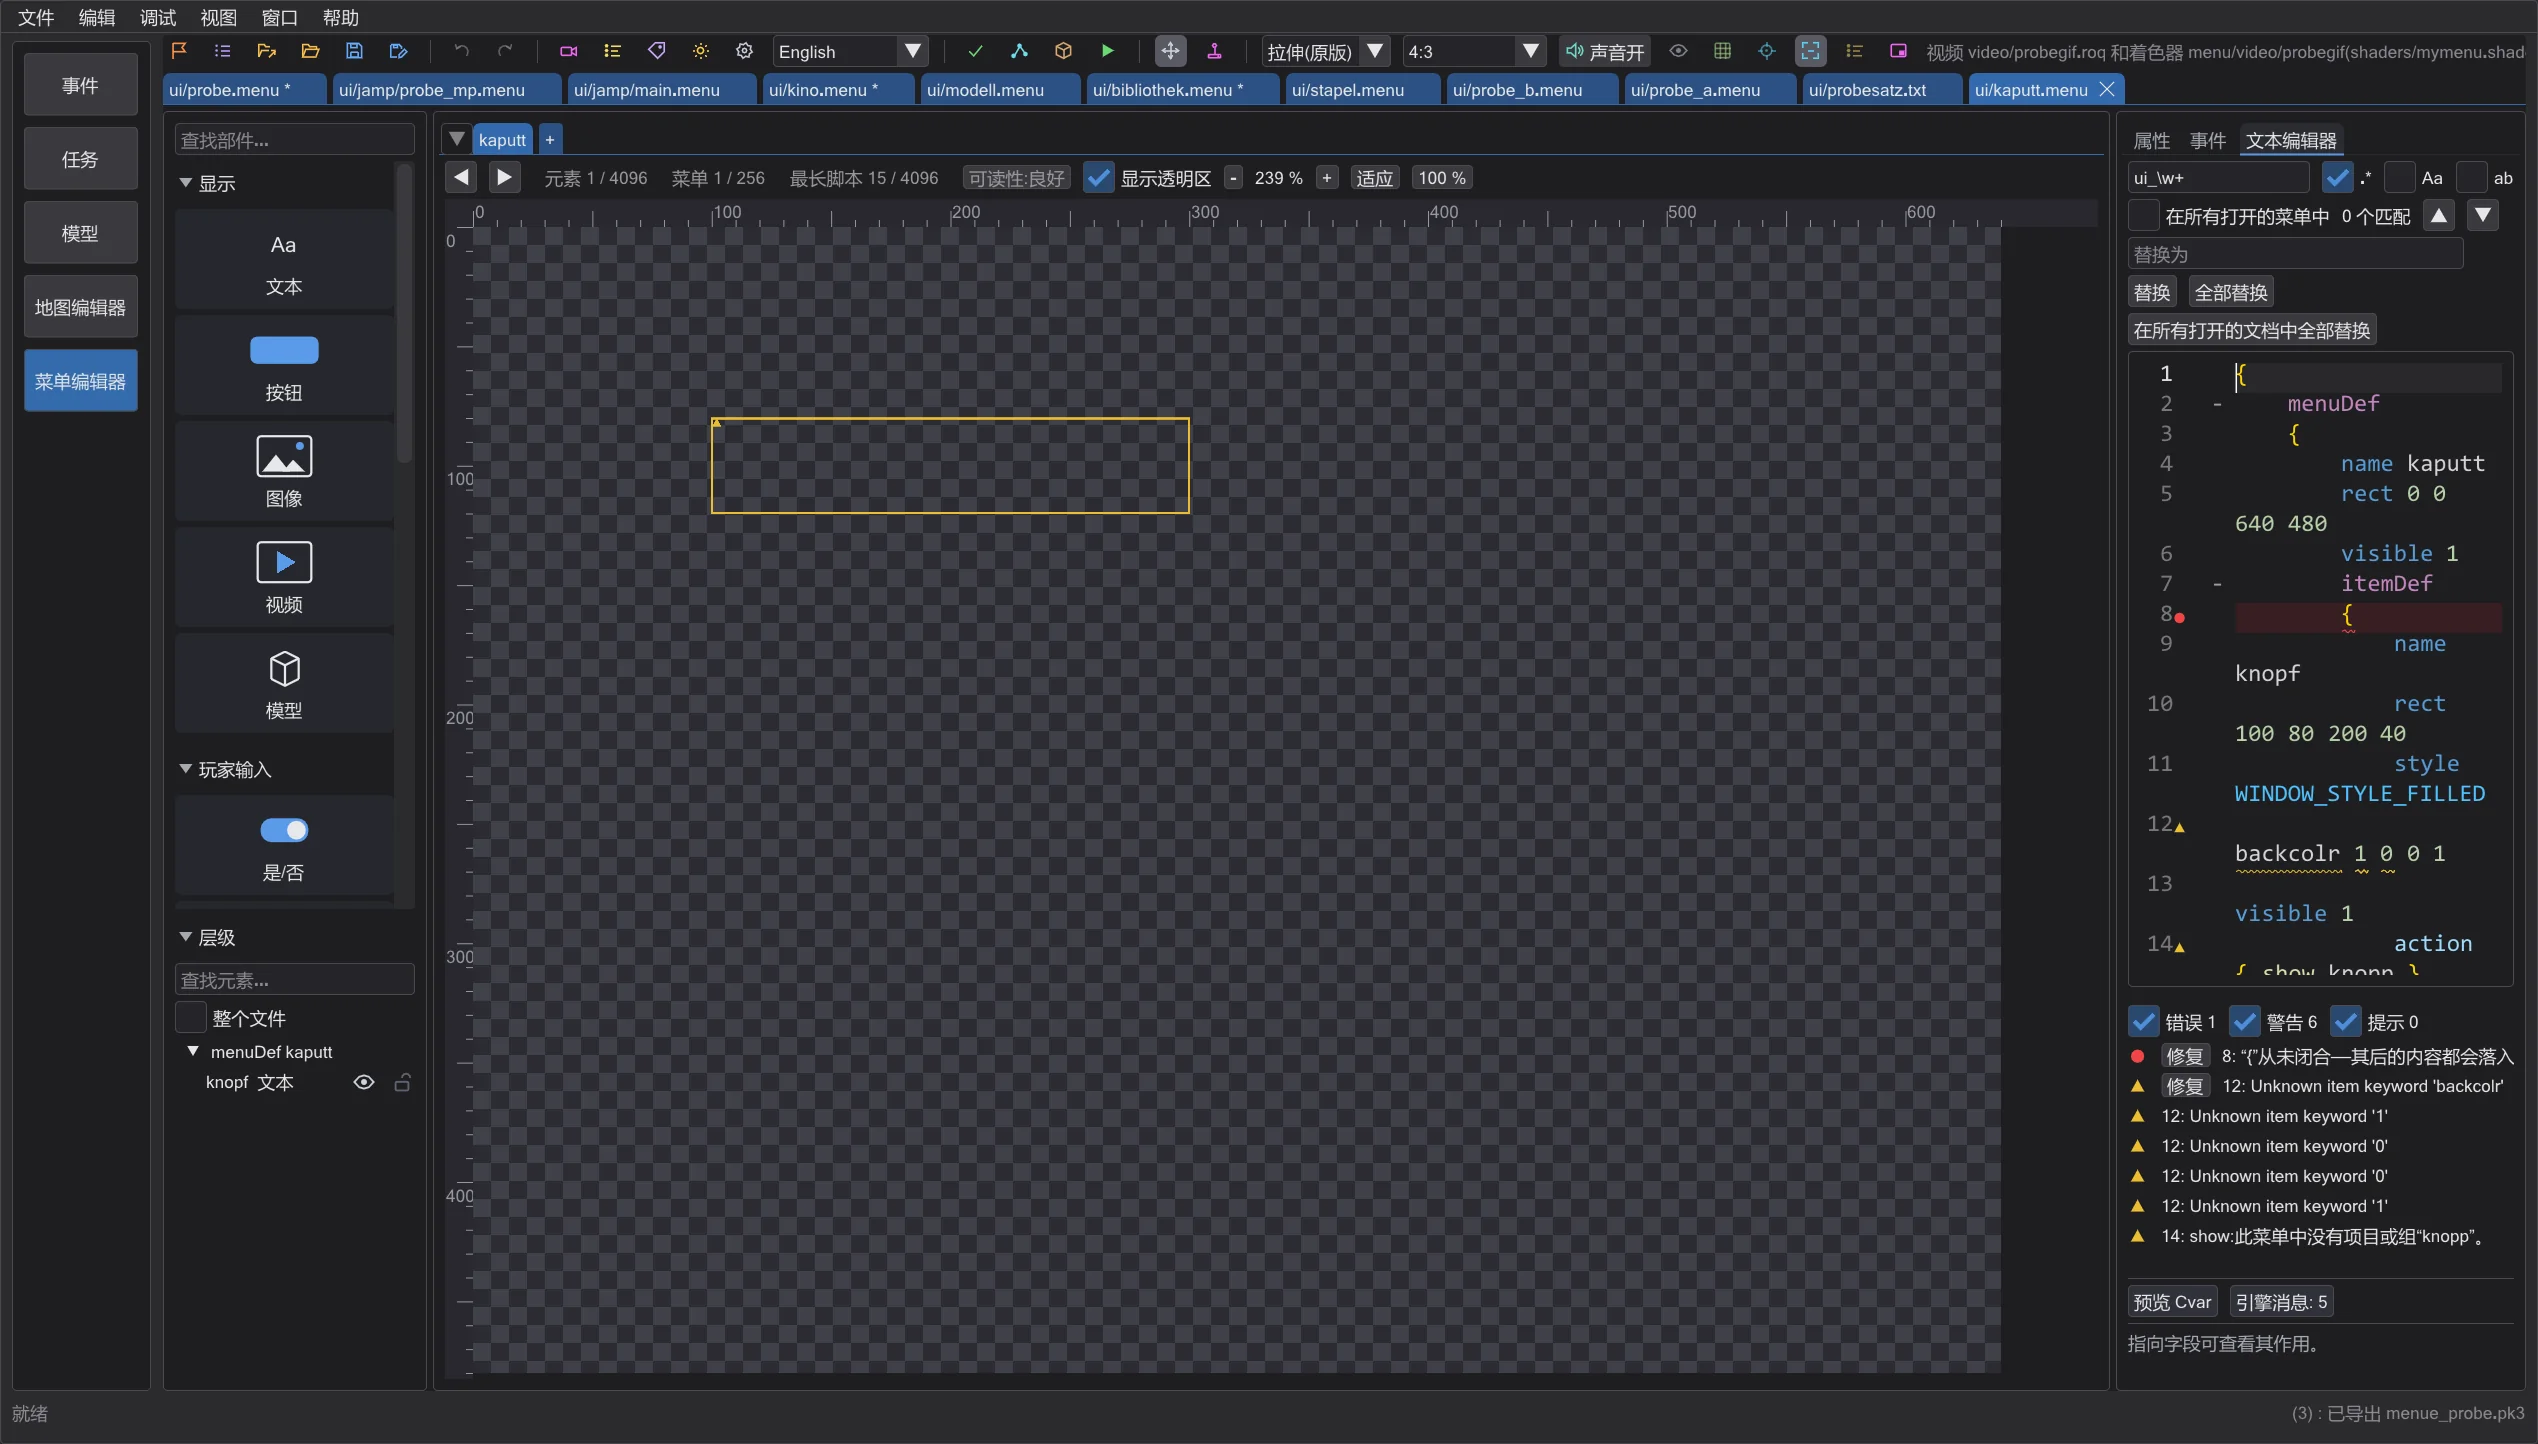 文件 编辑 调试 视图 窗口 帮助
English 拉伸(原版) 4:3 声音开 视频 video/probegif.roq 和着色器 menu/video/probegif(shaders/mymenu.shad
ui/probe.menu * ui/jamp/probe_mp.menu ui/jamp/main.menu ui/kino.menu * ui/modell.menu ui/bibliothek.menu * ui/stapel.menu ui/probe_b.menu ui/probe_a.menu ui/probesatz.txt ui/kaputt.menu
事件
任务
模型
地图编辑器
菜单编辑器
查找部件...
显示
Aa
文本
按钮
图像
视频
模型
玩家输入
是/否
层级
查找元素...
整个文件
menuDef kaputt
knopf 文本
kaputt +
元素 1 / 4096 菜单 1 / 256 最长脚本 15 / 4096 可读性:良好 显示透明区 - 239 % + 适应 100 %
0 100 200 300 400 500 600
0
100
200
300
400
属性 事件 文本编辑器
ui_\w+ .* Aa ab
在所有打开的菜单中 0 个匹配
替换为
替换 全部替换
在所有打开的文档中全部替换
1 {
2 - menuDef
3 {
4 name kaputt
5 rect 0 0
640 480
6 visible 1
7 - itemDef
8 {
9 name
knopf
10 rect
100 80 200 40
11 style
WINDOW_STYLE_FILLED
12
backcolr 1 0 0 1
13
visible 1
14 action
{ show knopp }
错误 1 警告 6 提示 0
修复 8: “{”从未闭合—其后的内容都会落入
修复 12: Unknown item keyword 'backcolr'
12: Unknown item keyword '1'
12: Unknown item keyword '0'
12: Unknown item keyword '0'
12: Unknown item keyword '1'
14: show:此菜单中没有项目或组“knopp”。
预览 Cvar 引擎消息: 5
指向字段可查看其作用。
就绪 (3) : 已导出 menue_probe.pk3